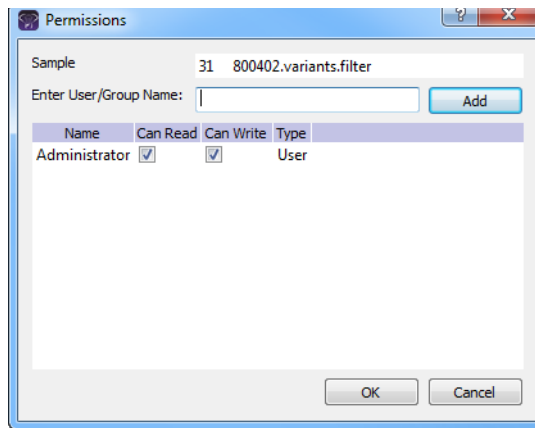 Permissions
Sample 31 800402.variants.filter
Enter User/Group Name: Add
Name Can Read Can Write Type
Administrator User
OK Cancel